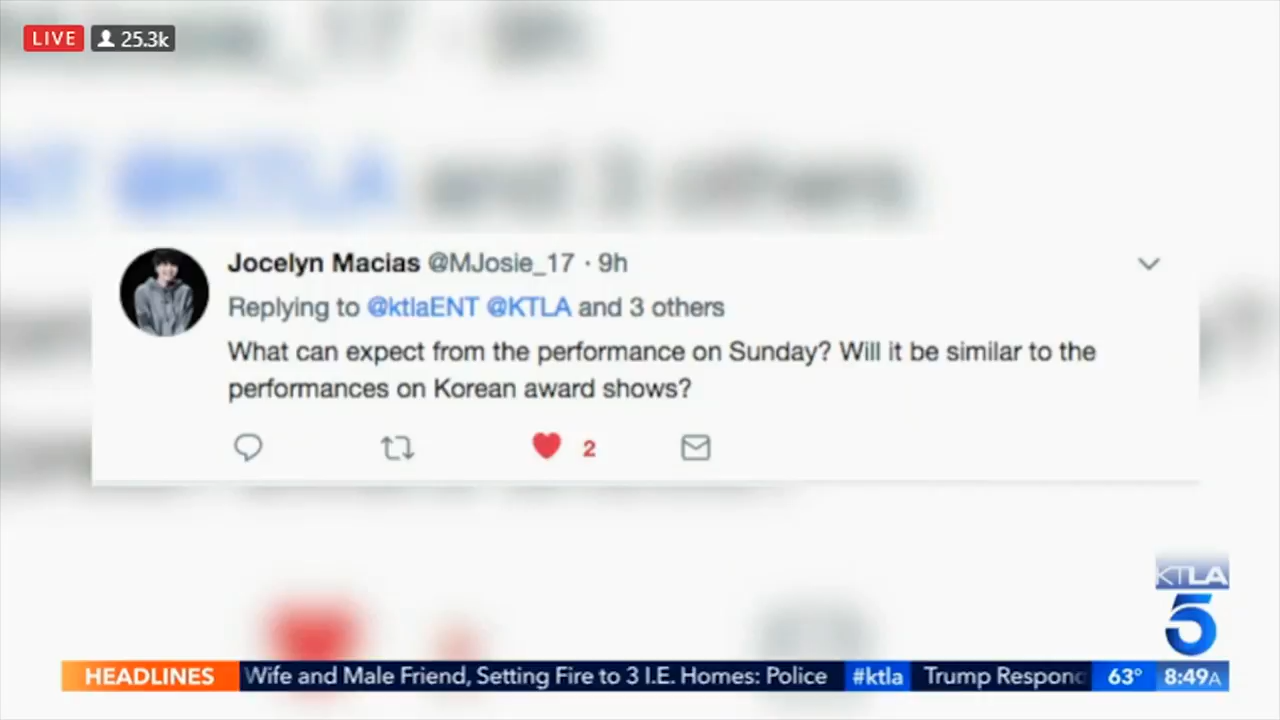 LIVE
25.3k
Jocelyn Macias @MJosie_17 · 9h
Replying to @ktlaENT @KTLA and 3 others
What can expect from the performance on Sunday? Will it be similar to the
performances on Korean award shows?
2
KTLA
5
HEADLINES Wife and Male Friend, Setting Fire to 3 I.E. Homes: Police #ktla Trump Respond 63° 8:49A